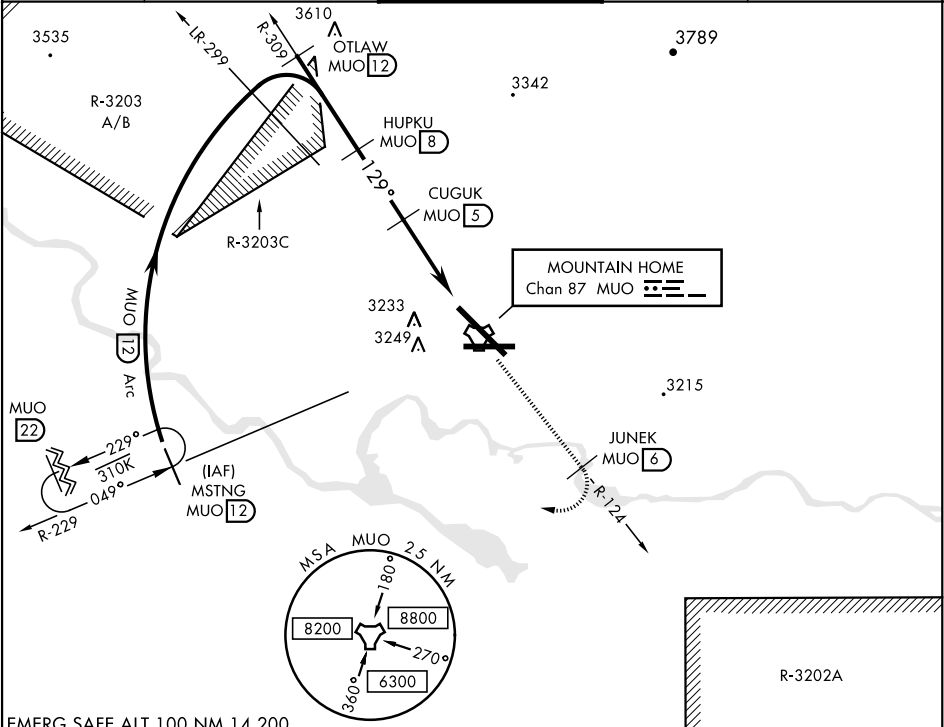 3535
LR-299
R-309
3610
OTLAW
MUO 12
3789
R-3203
A/B
3342
HUPKU
MUO 8
129°
CUGUK
MUO 5
R-3203C
MOUNTAIN HOME
Chan 87 MUO
MUO 12 Arc
3233
3249
3215
MUO
22
229°
310K
049°
R-229
(IAF)
MSTNG
MUO 12
JUNEK
MUO 6
R-124
MSA MUO 25 NM
180°
8200
8800
270°
360°
6300
R-3202A
EMERG SAFE ALT 100 NM 14,200